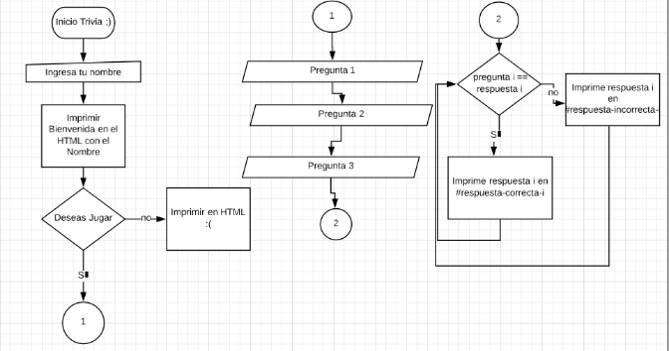 Inicio Trivia ;)
Ingresa tu nombre
Imprimir
Bienvenida en el
HTML con el
Nombre
Deseas Jugar
no
Imprimir en HTML
:(
1
1
Pregunta 1
Pregunta 2
Pregunta 3
2
2
pregunta i ==
respuesta i
no
Imprime respuesta i
en
#respuesta-incorrecta-
Imprime respuesta i en
#respuesta-correcta-i